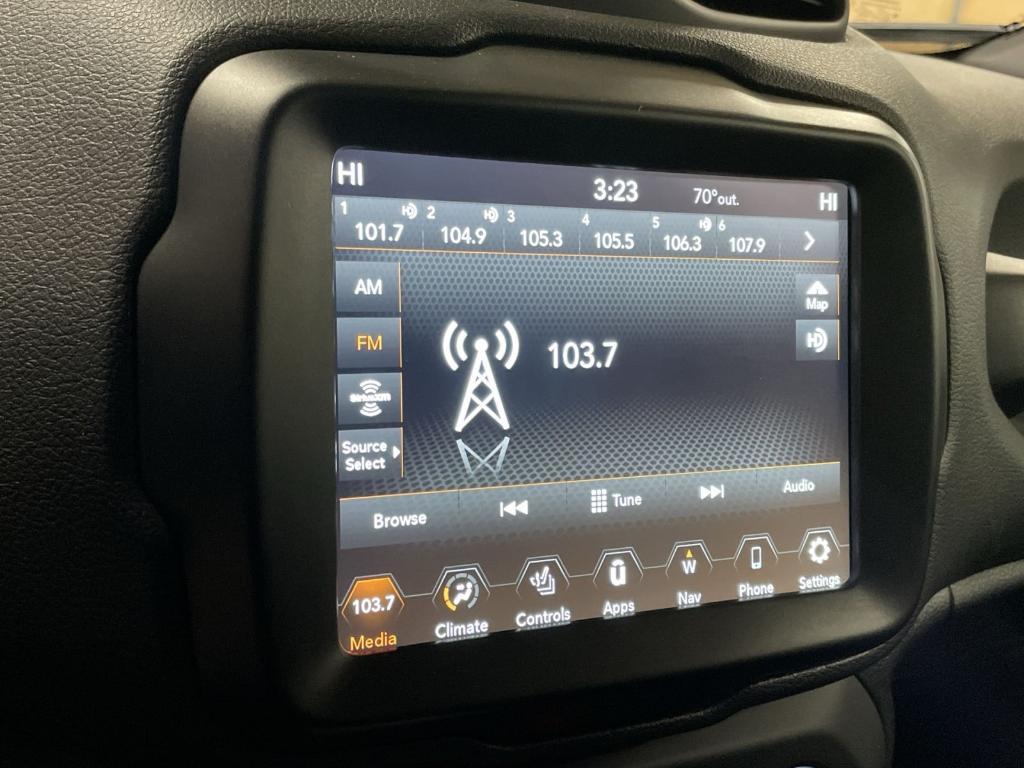 HI 3:23 70°out. HI
1 2 3 4 5 6
101.7 104.9 105.3 105.5 106.3 107.9
AM
Map
FM
103.7
HD
SiriusXM
Source
Select
Browse Tune Audio
103.7 W
Media Climate Controls Apps Nav Phone Settings